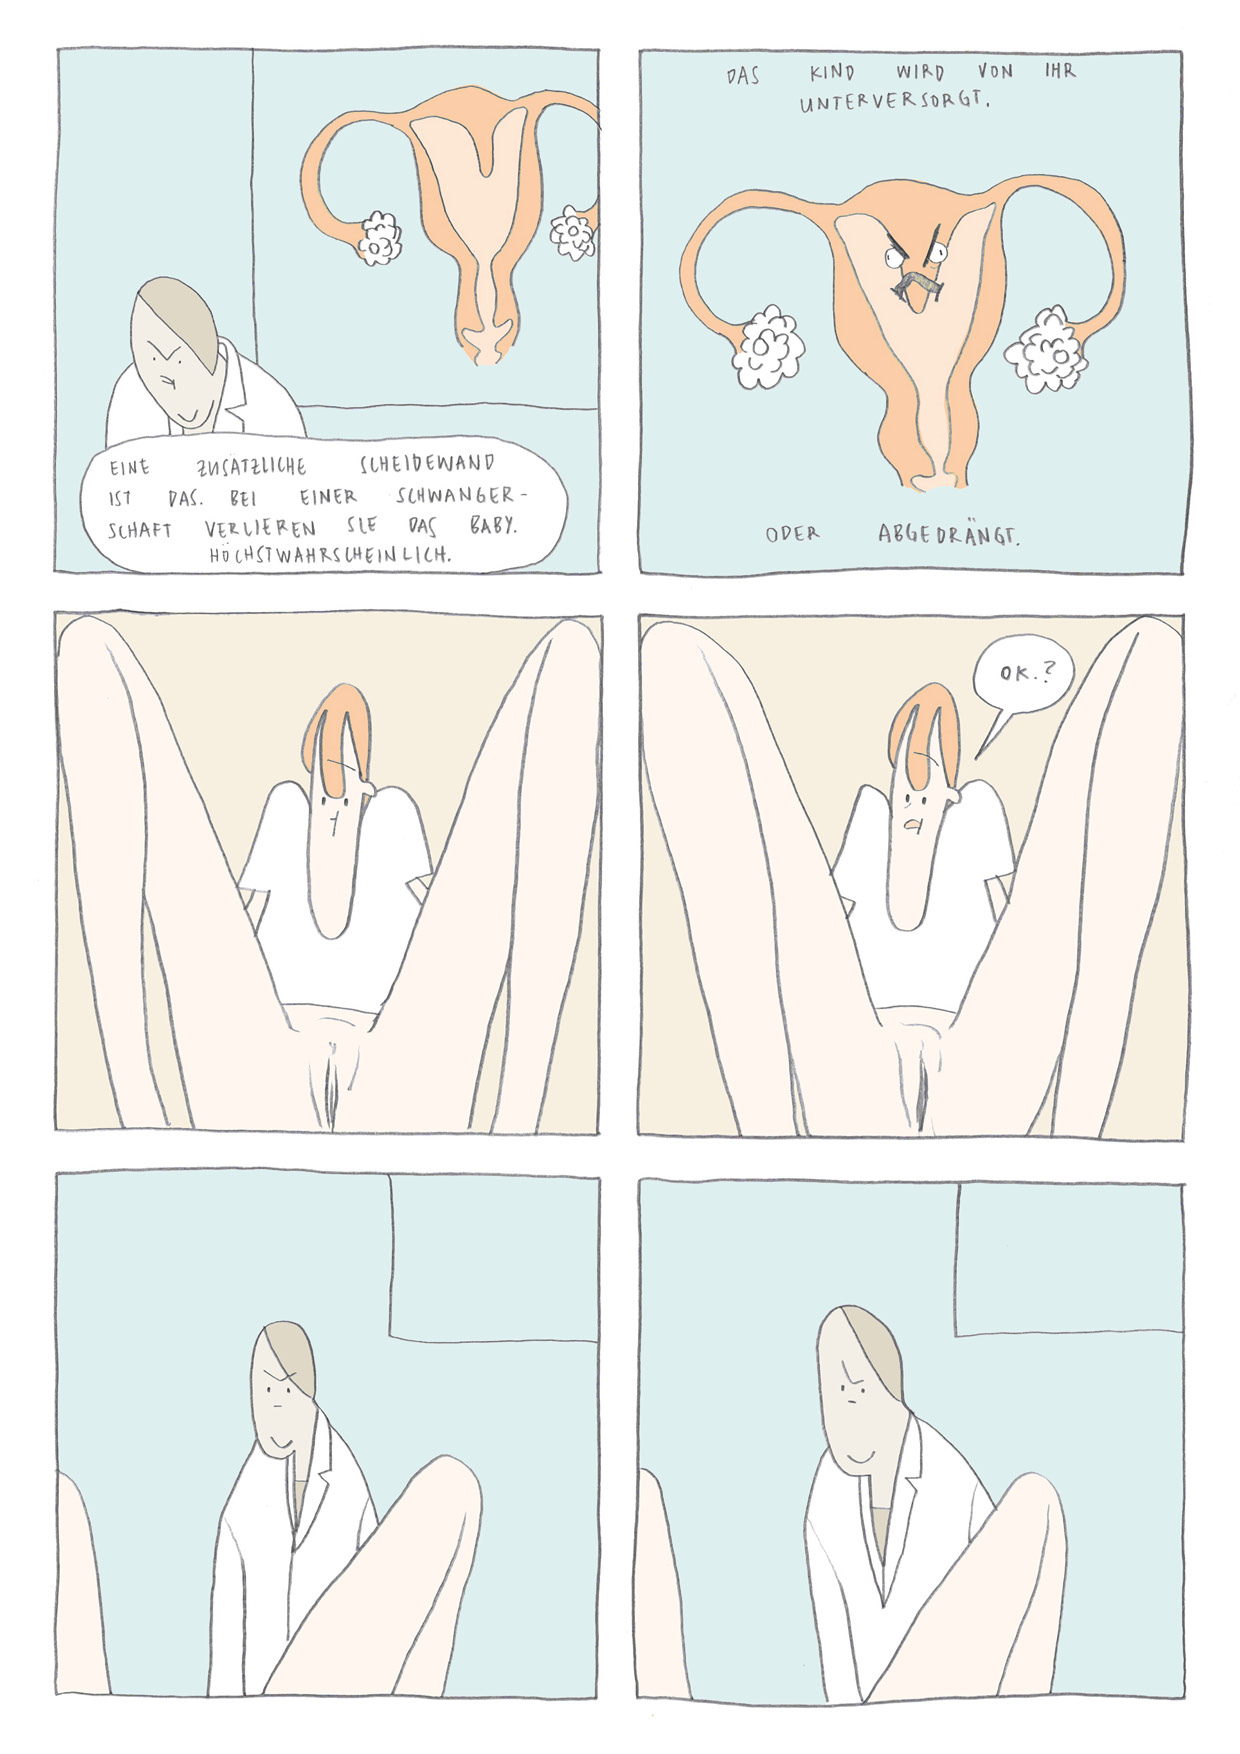 EINE ZUSÄTZLICHE SCHEIDEWAND
IST DAS. BEI EINER SCHWANGER-
SCHAFT VERLIEREN SIE DAS BABY.
HÖCHSTWAHRSCHEINLICH.
DAS KIND WIRD VON IHR
UNTERVERSORGT.
ODER ABGEDRÄNGT.
OK.?